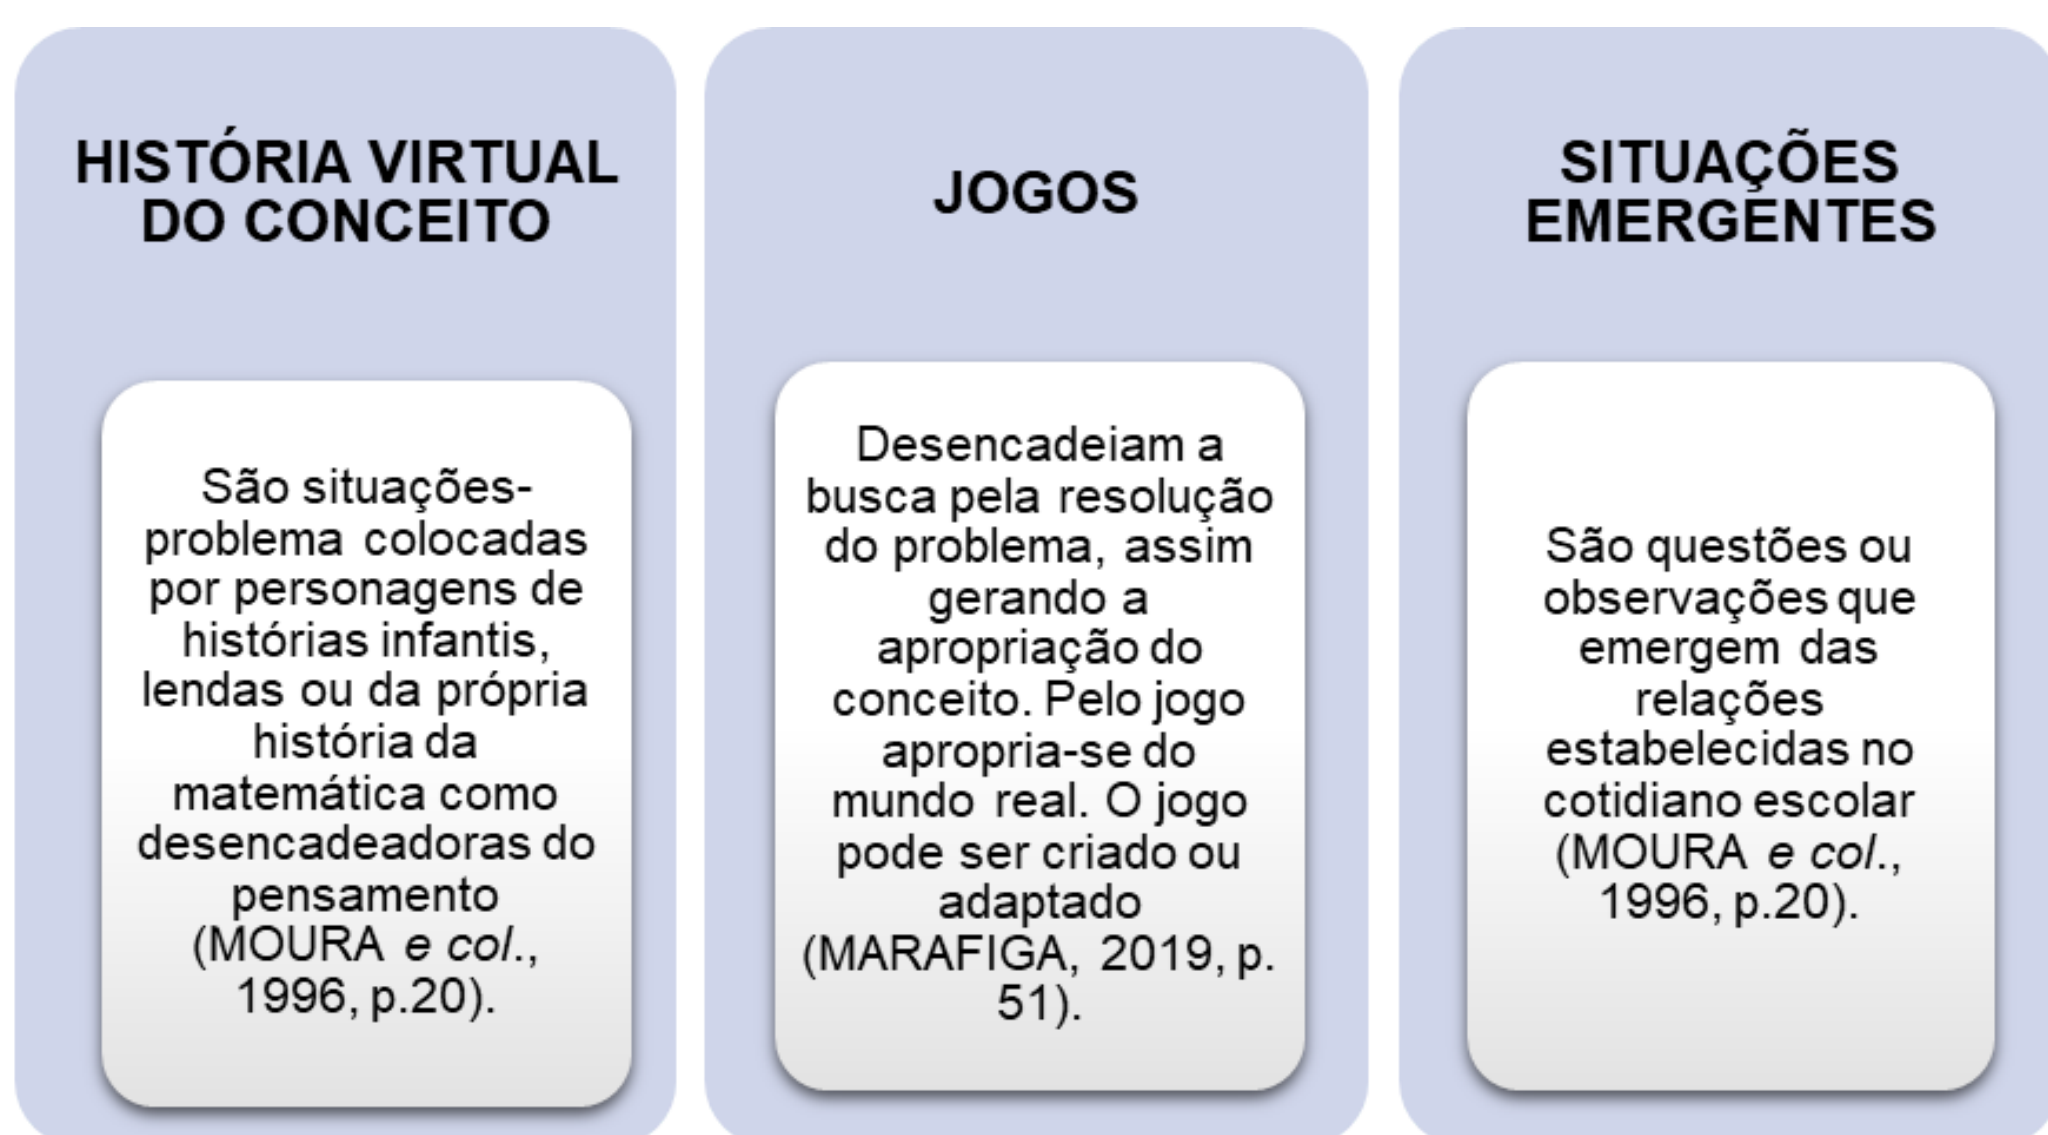 HISTÓRIA VIRTUAL
DO CONCEITO
São situações-
problema colocadas
por personagens de
histórias infantis,
lendas ou da própria
história da
matemática como
desencadeadoras do
pensamento
(MOURA e col.,
1996, p.20).
JOGOS
Desencadeiam a
busca pela resolução
do problema, assim
gerando a
apropriação do
conceito. Pelo jogo
apropria-se do
mundo real. O jogo
pode ser criado ou
adaptado
(MARAFIGA, 2019, p.
51).
SITUAÇÕES
EMERGENTES
São questões ou
observações que
emergem das
relações
estabelecidas no
cotidiano escolar
(MOURA e col.,
1996, p.20).